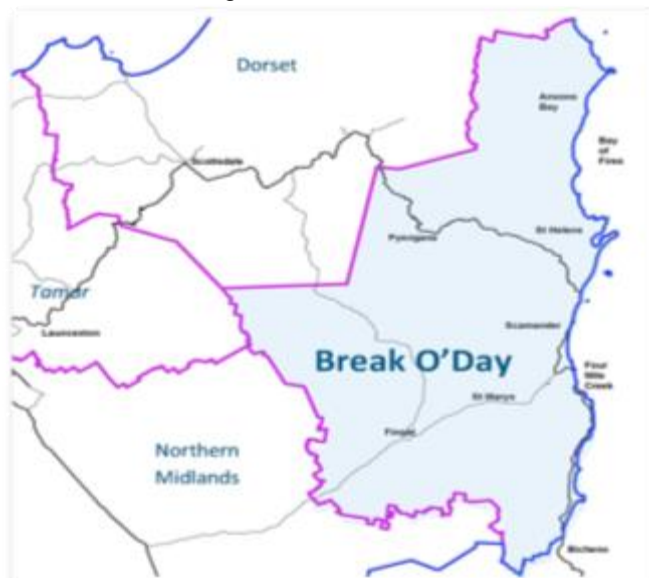 Dorset
Ansons
Bay
Bay
of
Fires
Scottsdale
Pyengana
St Helens
Tamar
Launceston
Scamander
Break O'Day
Four
Mile
Creek
St Marys
Fingal
Northern
Midlands
Bicheno